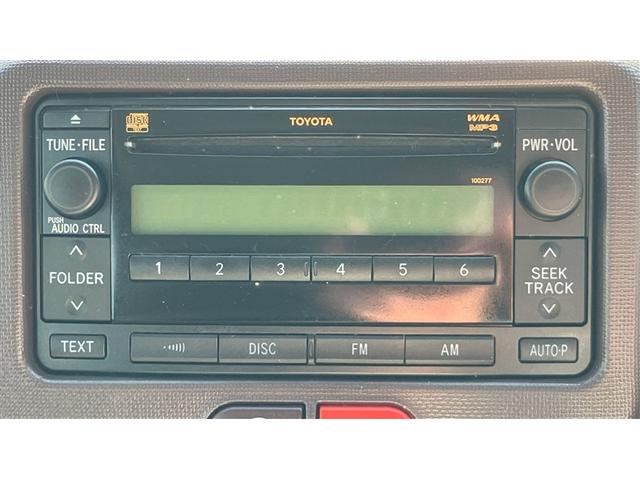 TOYOTA
WMA
MP3
TUNE·FILE
PWR·VOL
100277
PUSH
AUDIO CTRL
1 2 3 4 5 6
FOLDER
SEEK
TRACK
TEXT
DISC
FM
AM
AUTO·P